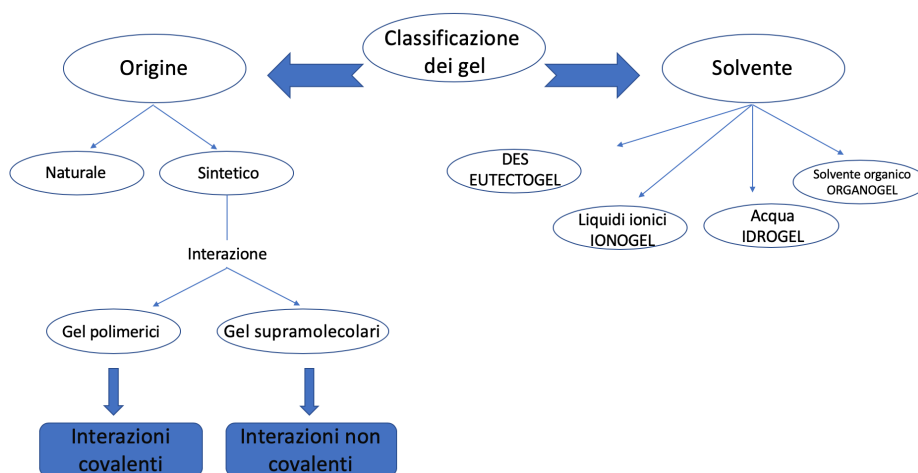 Classificazione
dei gel
Origine
Solvente
Naturale
Sintetico
DES
EUTECTOGEL
Solvente organico
ORGANOGEL
Liquidi ionici
IONOGEL
Acqua
IDROGEL
Interazione
Gel polimerici
Gel supramolecolari
Interazioni
covalenti
Interazioni non
covalenti